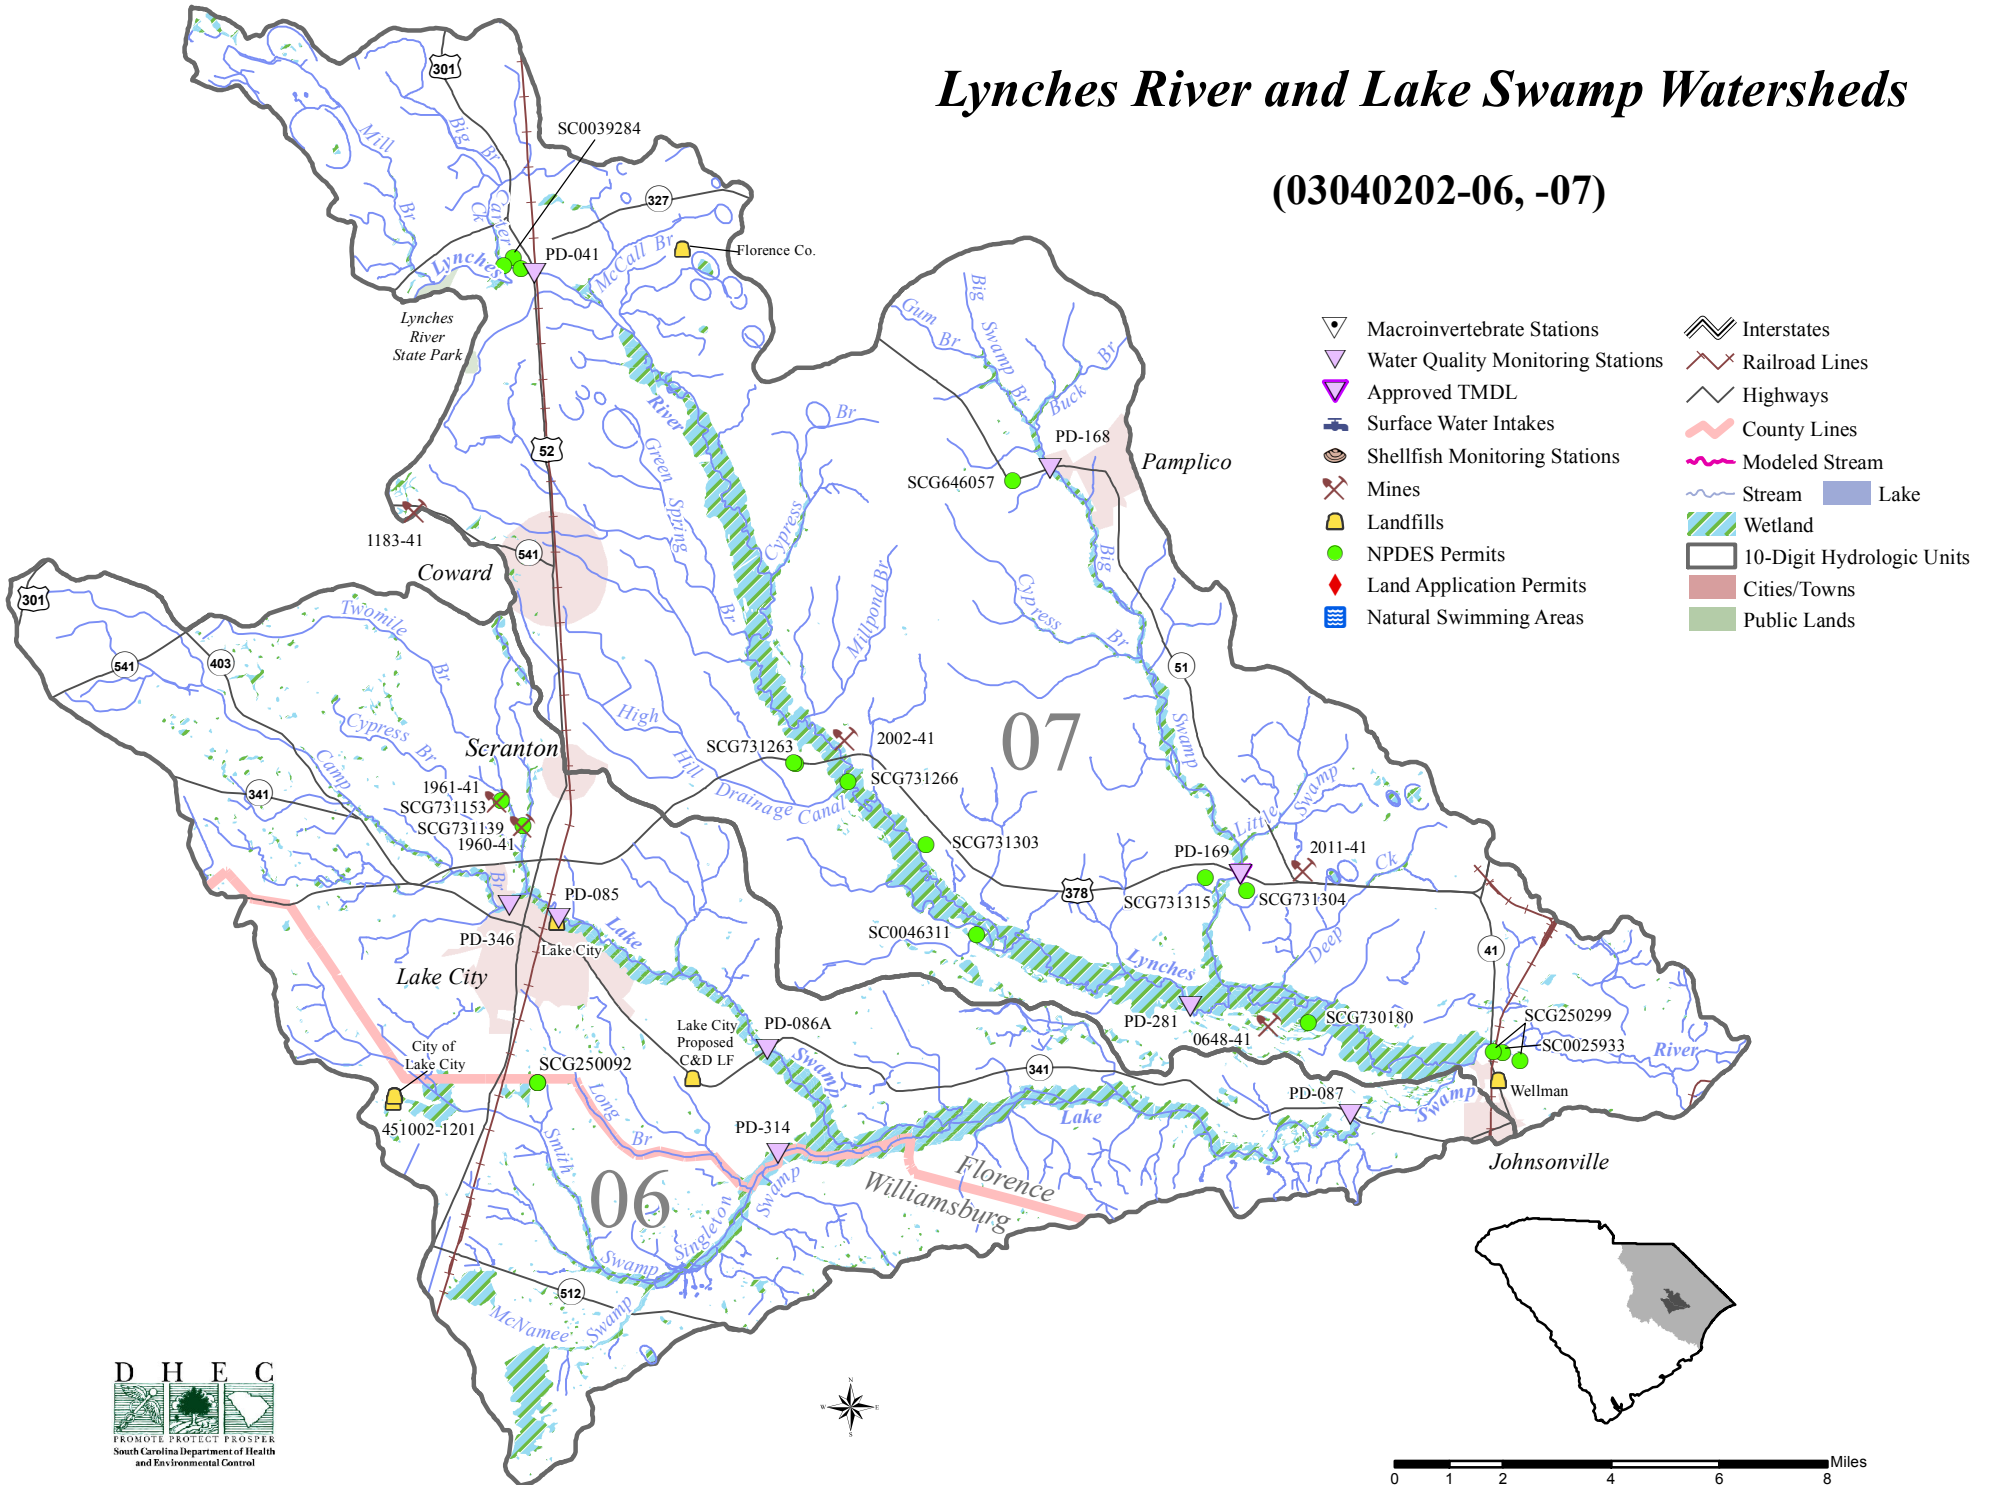 Lynches River and Lake Swamp Watersheds
(03040202-06, -07)
Macroinvertebrate Stations
Water Quality Monitoring Stations
Approved TMDL
Surface Water Intakes
Shellfish Monitoring Stations
Mines
Landfills
NPDES Permits
Land Application Permits
Natural Swimming Areas
Interstates
Railroad Lines
Highways
County Lines
Modeled Stream
Stream
Lake
Wetland
10-Digit Hydrologic Units
Cities/Towns
Public Lands
301
SC0039284
Mill
Br
Big
Br
Carter
Ck
327
PD-041
Lynches
McCall Br
Florence Co.
Lynches
River
State Park
River
52
Green
Spring
Br
Br
Cypress
Gum
Br
Big
Swamp
Br
Buck
Br
PD-168
Pamplico
SCG646057
1183-41
541
Coward
Big
Cypress
Br
Millpond Br
51
Swamp
301
Twomile
Br
541
403
Cypress
Br
Camp
Scranton
High
Hill
Drainage
Canal
SCG731263
2002-41
SCG731266
07
341
1961-41
SCG731153
SCG731139
1960-41
SCG731303
Little
Swamp
PD-169
2011-41
Ck
378
SCG731315
SCG731304
Br
PD-085
PD-346
Lake City
Lake
Lake City
SC0046311
Deep
Lynches
41
PD-281
0648-41
SCG730180
SCG250299
SC0025933
River
City of
Lake City
Lake City
Proposed
C&D LF
PD-086A
SCG250092
Swamp
341
PD-087
Wellman
Swamp
451002-1201
Long
Br
PD-314
Lake
Smith
06
Florence
Williamsburg
Johnsonville
Swamp
Singleton
Swamp
512
McNamee
Swamp
DHEC
PROMOTE PROTECT PROSPER
South Carolina Department of Health
and Environmental Control
N
W E
S
Miles
0 1 2 4 6 8